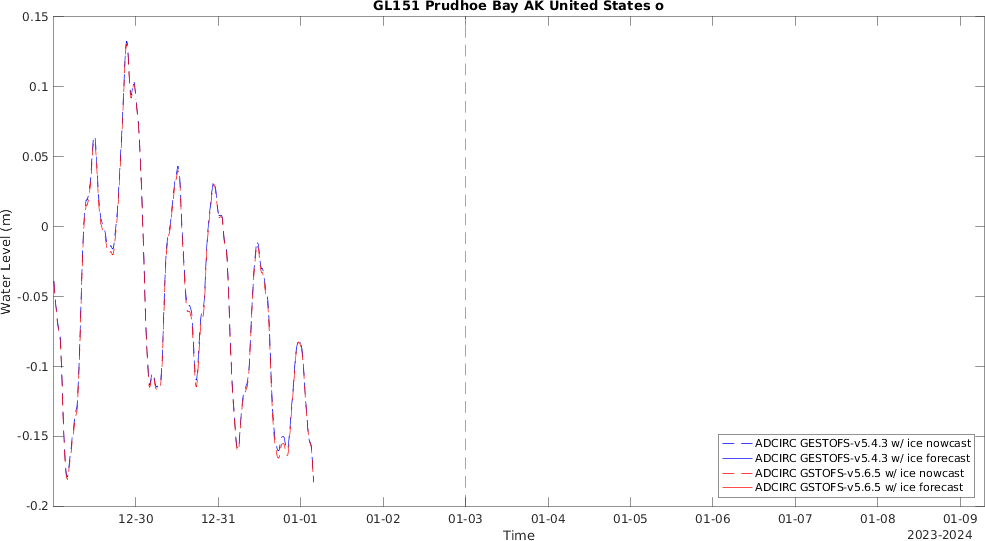 GL151 Prudhoe Bay AK United States o
0.15
0.1
0.05
0
-0.05
-0.1
-0.15
-0.2
Water Level (m)
12-30 12-31 01-01 01-02 01-03 01-04 01-05 01-06 01-07 01-08 01-09
Time
2023-2024
ADCIRC GESTOFS-v5.4.3 w/ ice nowcast
ADCIRC GESTOFS-v5.4.3 w/ ice forecast
ADCIRC GSTOFS-v5.6.5 w/ ice nowcast
ADCIRC GSTOFS-v5.6.5 w/ ice forecast